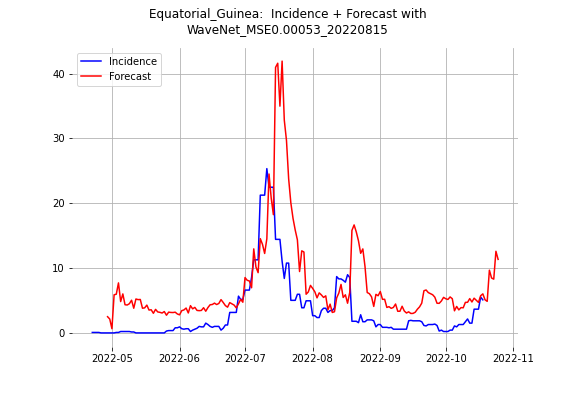 Equatorial_Guinea:  Incidence + Forecast with
WaveNet_MSE0.00053_20220815
Incidence
Forecast
40
30
20
10
0
2022-05 2022-06 2022-07 2022-08 2022-09 2022-10 2022-11